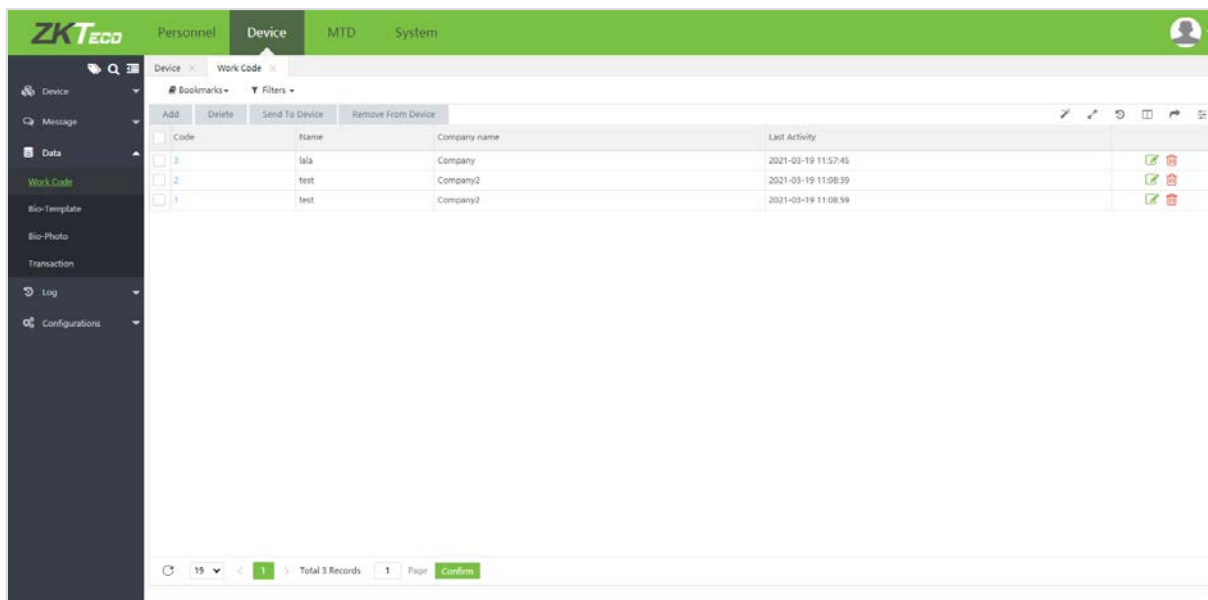 ZKTeco Personnel Device MTD System
Device Work Code
Device
Bookmarks Filters
Message
Add Delete Send To Device Remove From Device
Code Name Company name Last Activity
Data
3 lala Company 2021-03-19 11:57:45
Work Code
2 test Company2 2021-03-19 11:08:39
1 test Company2 2021-03-19 11:08:59
Bio-Template
Bio-Photo
Transaction
Log
Configurations
19 1 Total 3 Records 1 Page Confirm